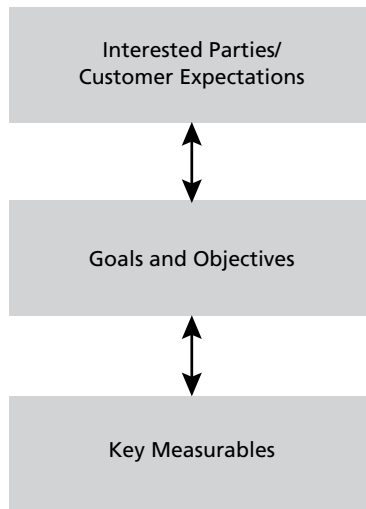 Interested Parties/
Customer Expectations
Goals and Objectives
Key Measurables